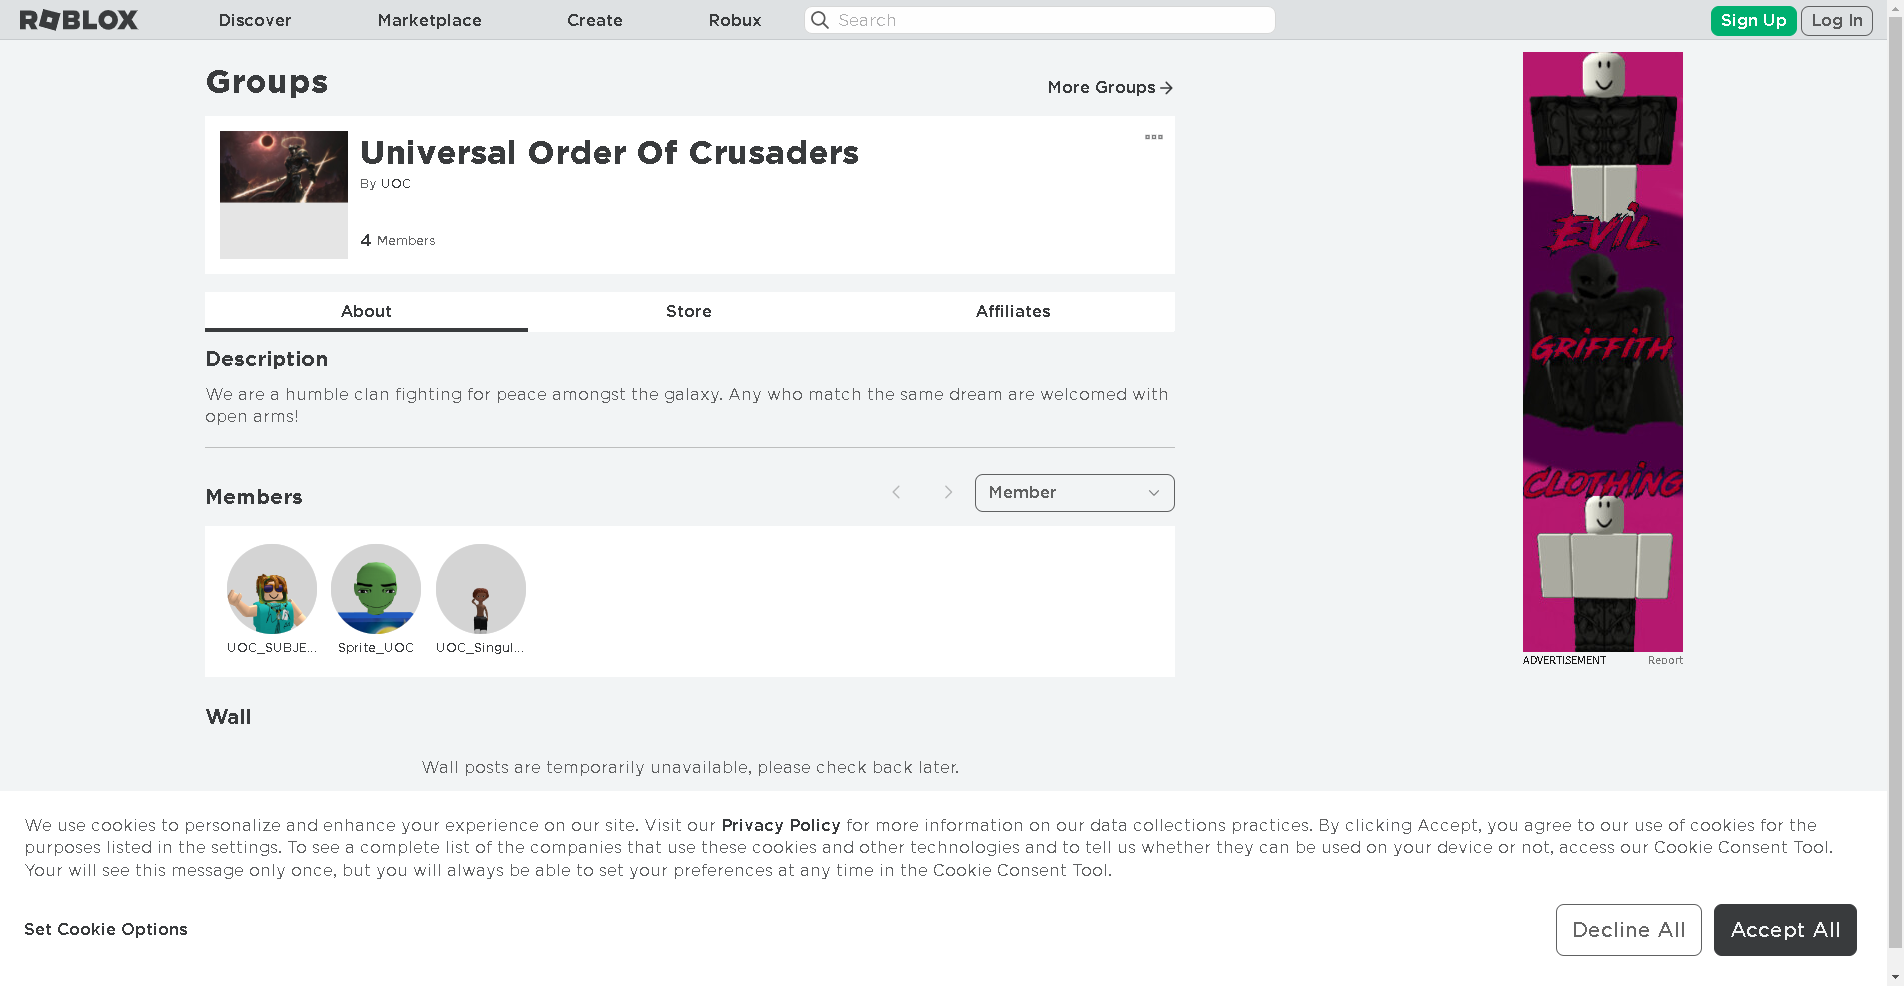 ROBLOX
Discover
Marketplace
Create
Robux
Search
Sign Up
Log In
Groups
More Groups
Universal Order Of Crusaders
By UOC
4 Members
About
Store
Affiliates
Description
We are a humble clan fighting for peace amongst the galaxy. Any who match the same dream are welcomed with
open arms!
Members
Member
UOC_SUBJE...
Sprite_UOC
UOC_Singul...
Wall
Wall posts are temporarily unavailable, please check back later.
EVIL
GRIFFITH
CLOTHING
ADVERTISEMENT
Report
We use cookies to personalize and enhance your experience on our site. Visit our Privacy Policy for more information on our data collections practices. By clicking Accept, you agree to our use of cookies for the
purposes listed in the settings. To see a complete list of the companies that use these cookies and other technologies and to tell us whether they can be used on your device or not, access our Cookie Consent Tool.
Your will see this message only once, but you will always be able to set your preferences at any time in the Cookie Consent Tool.
Set Cookie Options
Decline All
Accept All